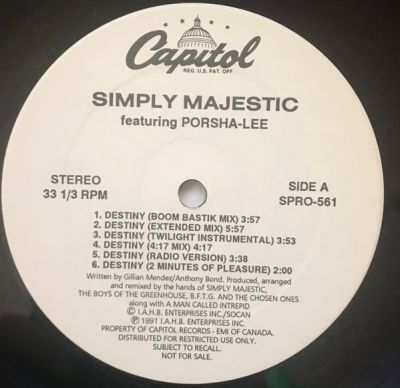 Capitol
REG. U.S. PAT. OFF.
SIMPLY MAJESTIC
featuring PORSHA-LEE
STEREO
33 1/3 RPM
SIDE A
SPRO-561
1. DESTINY (BOOM BASTIK MIX) 3:57
2. DESTINY (EXTENDED MIX) 5:57
3. DESTINY (TWILIGHT INSTRUMENTAL) 3:53
4. DESTINY (4:17 MIX) 4:17
5. DESTINY (RADIO VERSION) 3:38
6. DESTINY (2 MINUTES OF PLEASURE) 2:00
Written by Gillian Mendez/Anthony Bond. Produced, arranged
and remixed by the hands of SIMPLY MAJESTIC,
THE BOYS OF THE GREENHOUSE, B.F.T.G. AND THE CHOSEN ONES
along with A MAN CALLED INTREPID
© I.A.H.B. ENTERPRISES INC./SOCAN
℗ 1991 I.A.H.B. ENTERPRISES INC.
PROPERTY OF CAPITOL RECORDS - EMI OF CANADA.
DISTRIBUTED FOR RESTRICTED USE ONLY.
SUBJECT TO RECALL.
NOT FOR SALE.